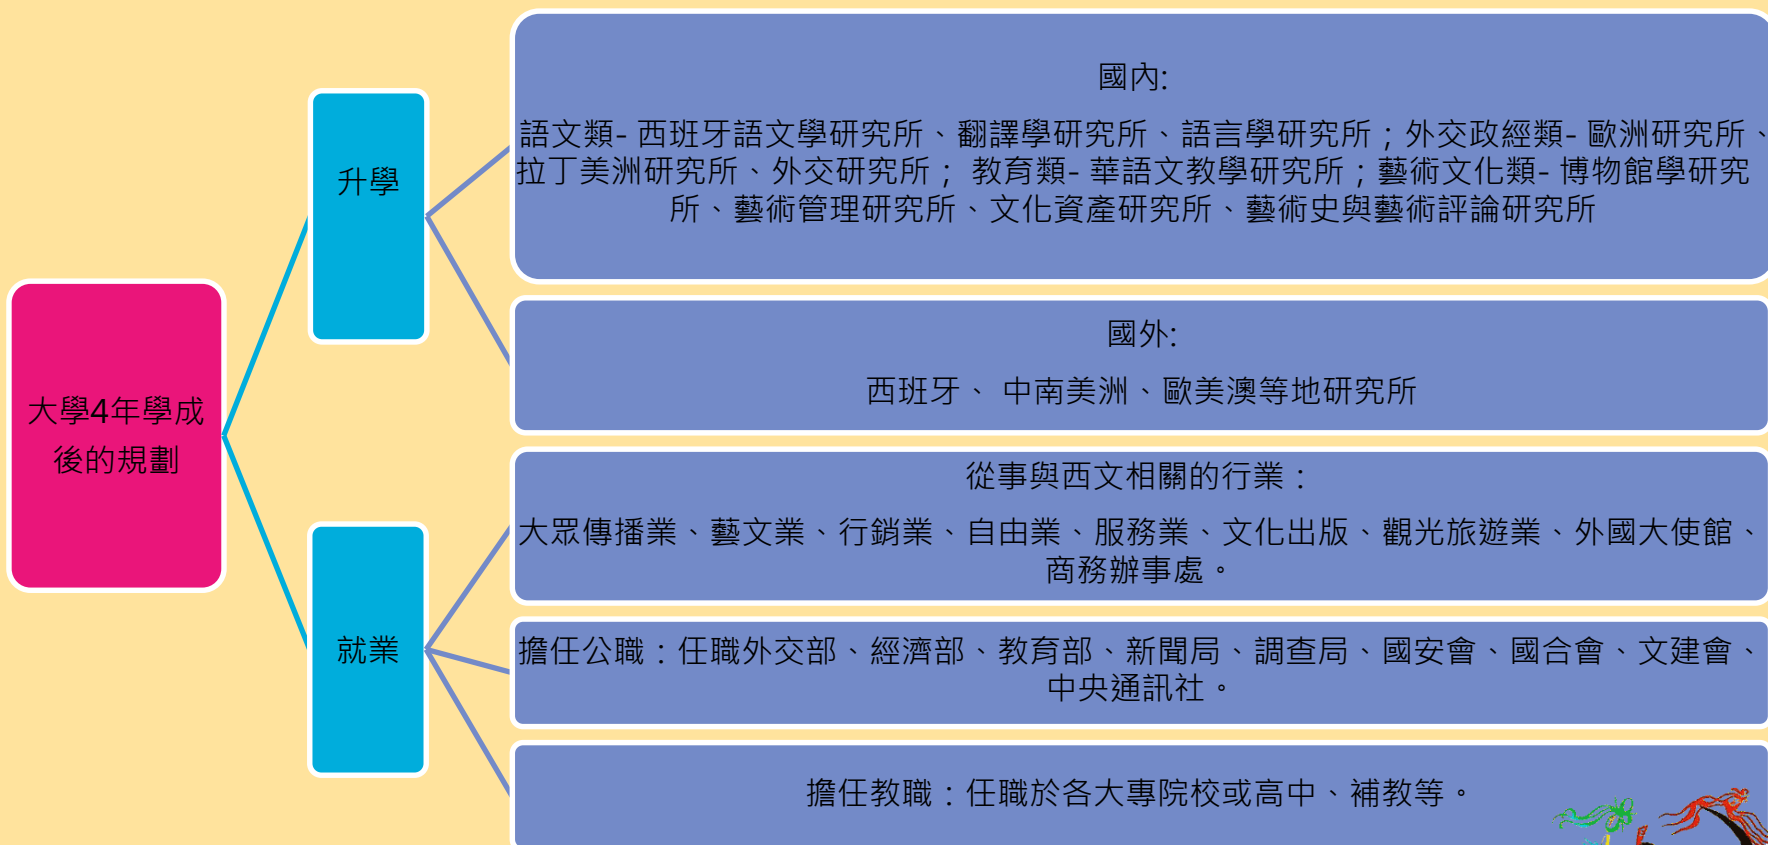 大學4年學成
後的規劃
升學
國內:
語文類- 西班牙語文學研究所、翻譯學研究所、語言學研究所；外交政經類- 歐洲研究所、
拉丁美洲研究所、外交研究所； 教育類- 華語文教學研究所；藝術文化類- 博物館學研究
所、藝術管理研究所、文化資產研究所、藝術史與藝術評論研究所
國外:
西班牙、 中南美洲、歐美澳等地研究所
就業
從事與西文相關的行業：
大眾傳播業、藝文業、行銷業、自由業、服務業、文化出版、觀光旅遊業、外國大使館、
商務辦事處。
擔任公職：任職外交部、經濟部、教育部、新聞局、調查局、國安會、國合會、文建會、
中央通訊社。
擔任教職：任職於各大專院校或高中、補教等。